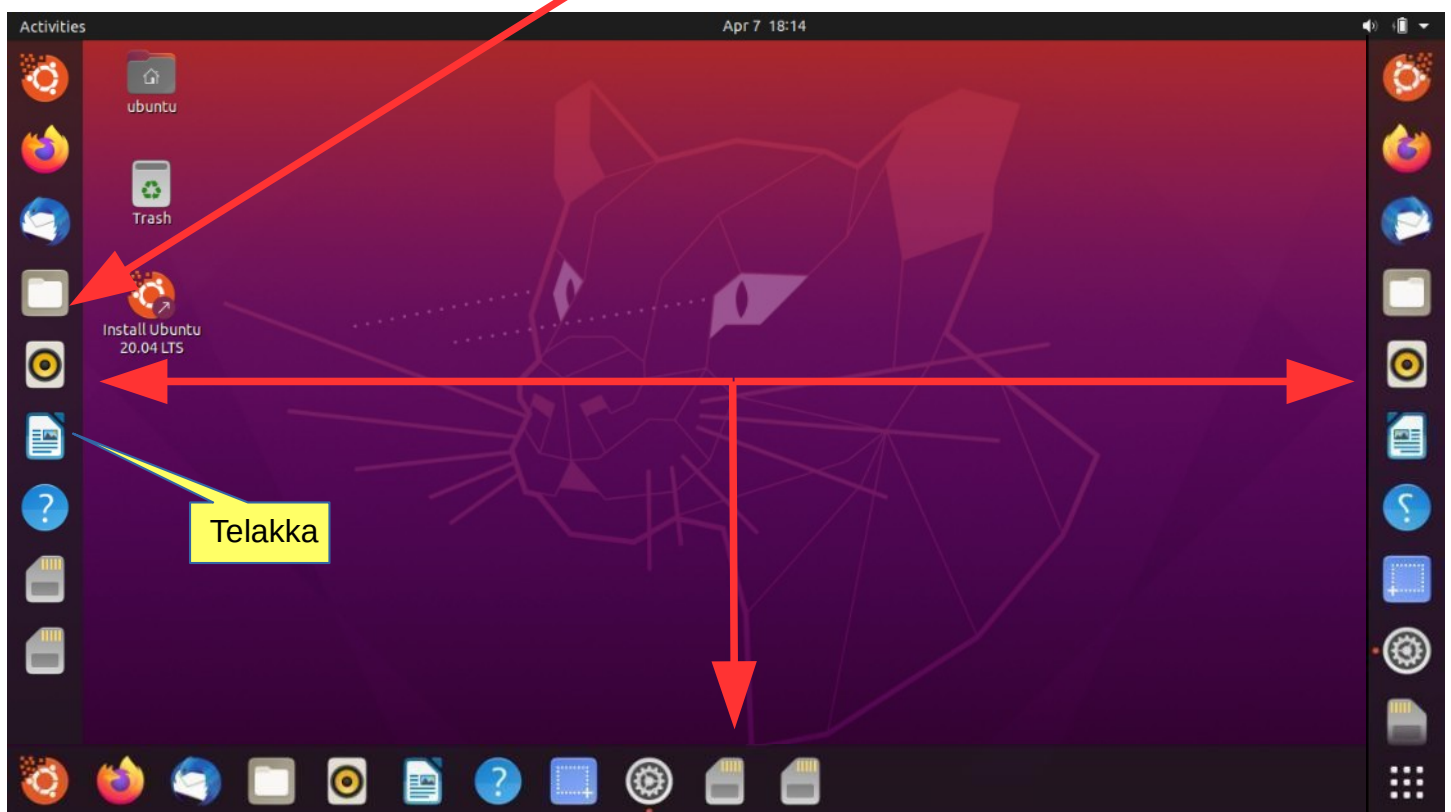 Activities
Apr 7 18:14
ubuntu
Trash
Install Ubuntu
20.04 LTS
Telakka